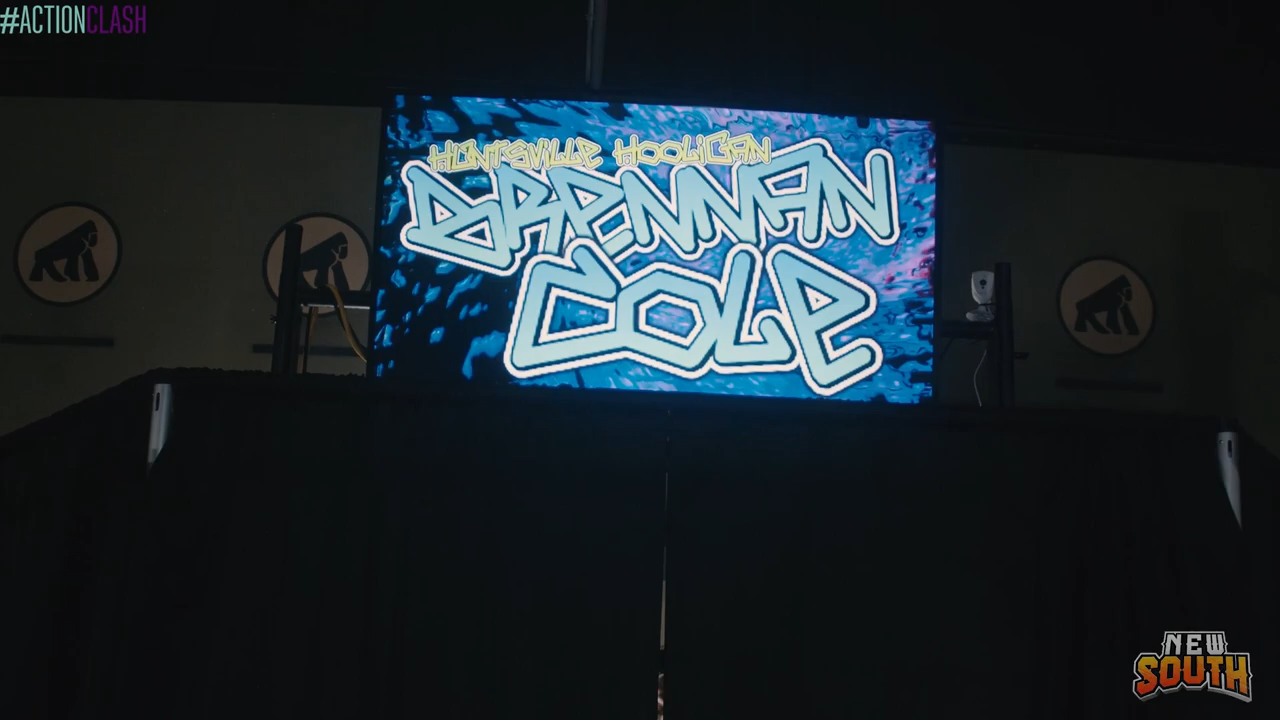 #ACTIONCLASH
HUNTSVILLE HOOLIGAN
BRENNAN
COLE
NEW
SOUTH